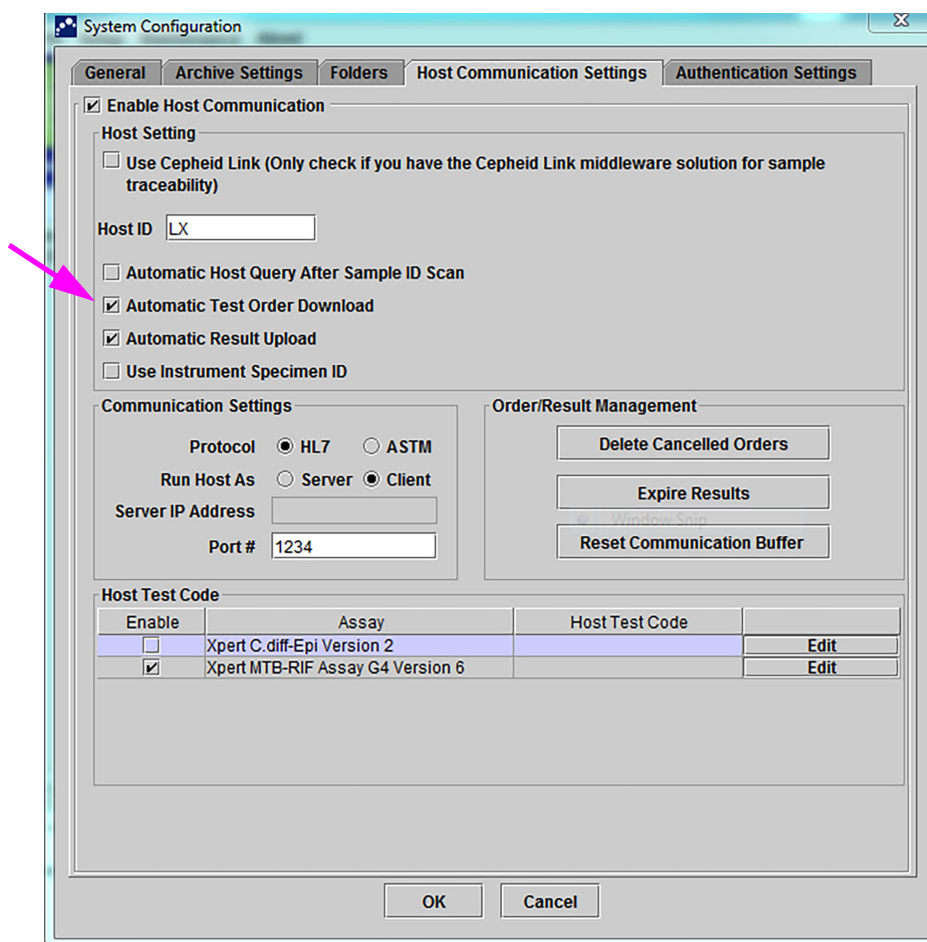 System Configuration
General Archive Settings Folders Host Communication Settings Authentication Settings
Enable Host Communication
Host Setting
Use Cepheid Link (Only check if you have the Cepheid Link middleware solution for sample
traceability)
Host ID LX
Automatic Host Query After Sample ID Scan
Automatic Test Order Download
Automatic Result Upload
Use Instrument Specimen ID
Communication Settings
Protocol HL7 ASTM
Run Host As Server Client
Server IP Address
Port # 1234
Order/Result Management
Delete Cancelled Orders
Expire Results
Window Snip
Reset Communication Buffer
Host Test Code
Enable Assay Host Test Code
Xpert C.diff-Epi Version 2 Edit
Xpert MTB-RIF Assay G4 Version 6 Edit
OK Cancel